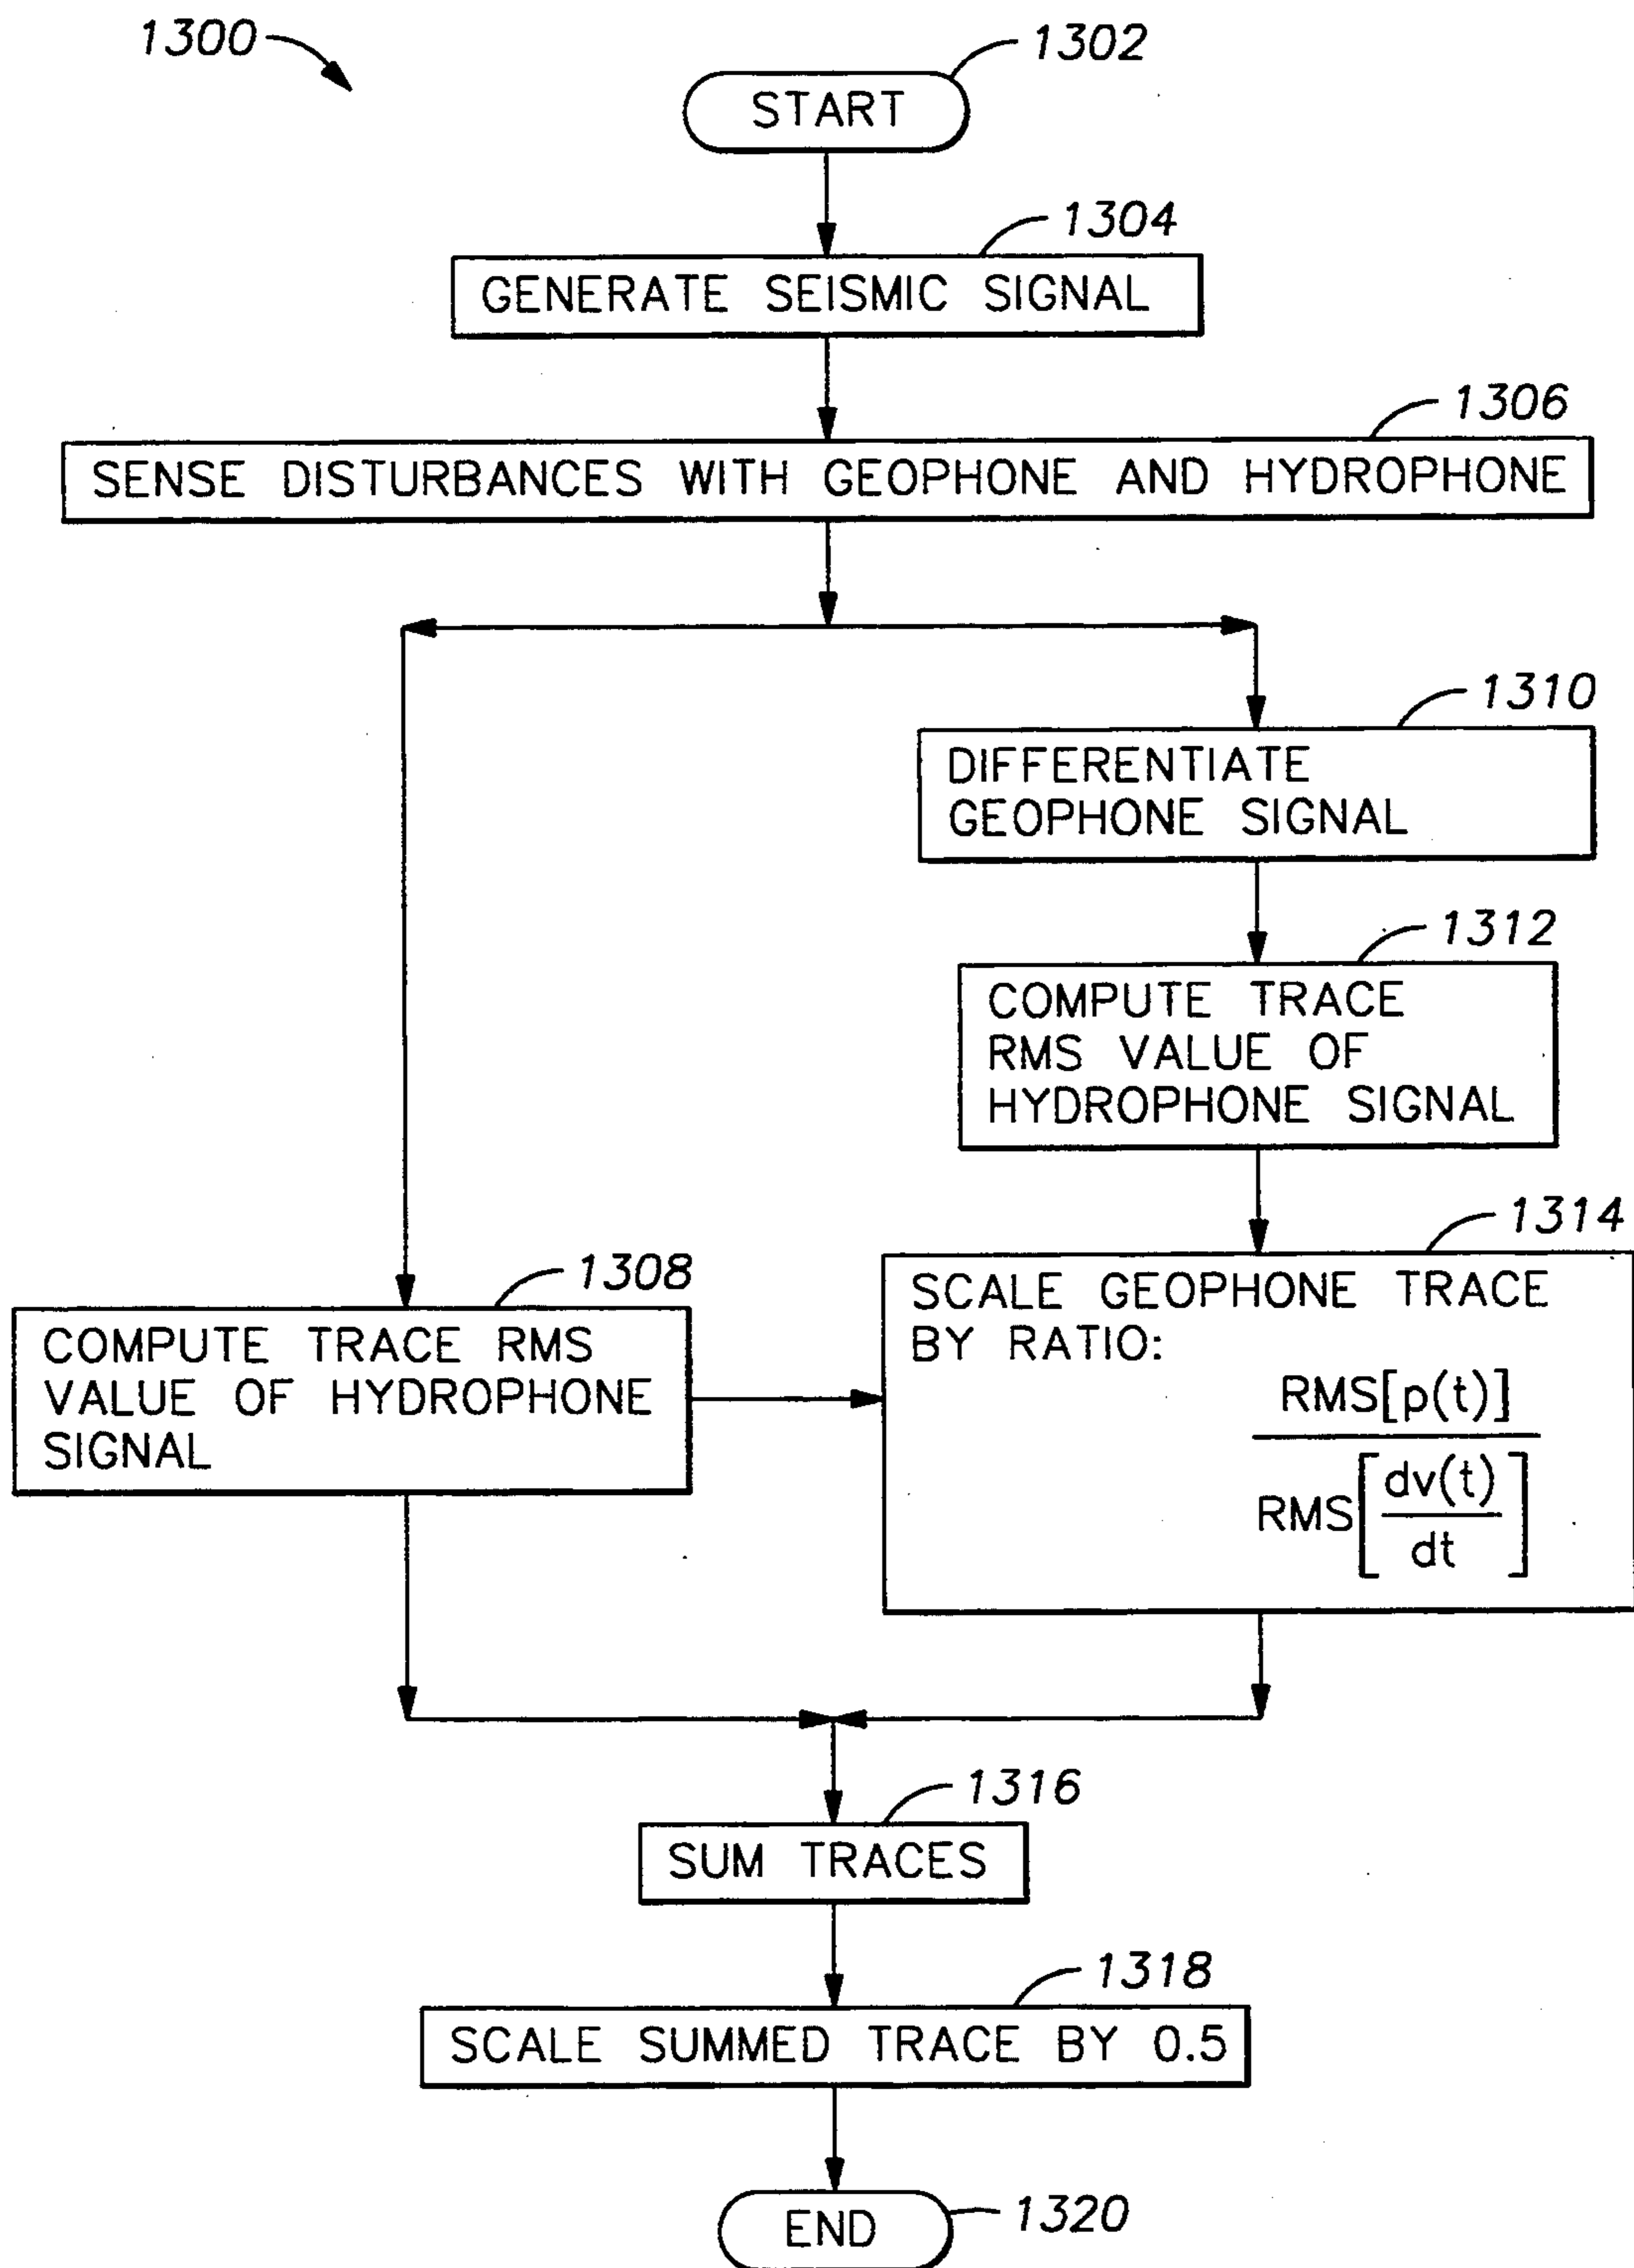 1300
1302
START
1304
GENERATE SEISMIC SIGNAL
1306
SENSE DISTURBANCES WITH GEOPHONE AND HYDROPHONE
1310
DIFFERENTIATE
GEOPHONE SIGNAL
1312
COMPUTE TRACE
RMS VALUE OF
HYDROPHONE SIGNAL
1308
COMPUTE TRACE RMS
VALUE OF HYDROPHONE
SIGNAL
1314
SCALE GEOPHONE TRACE
BY RATIO:
RMS[p(t)]
RMS[dv(t)
dt]
1316
SUM TRACES
1318
SCALE SUMMED TRACE BY 0.5
END
1320